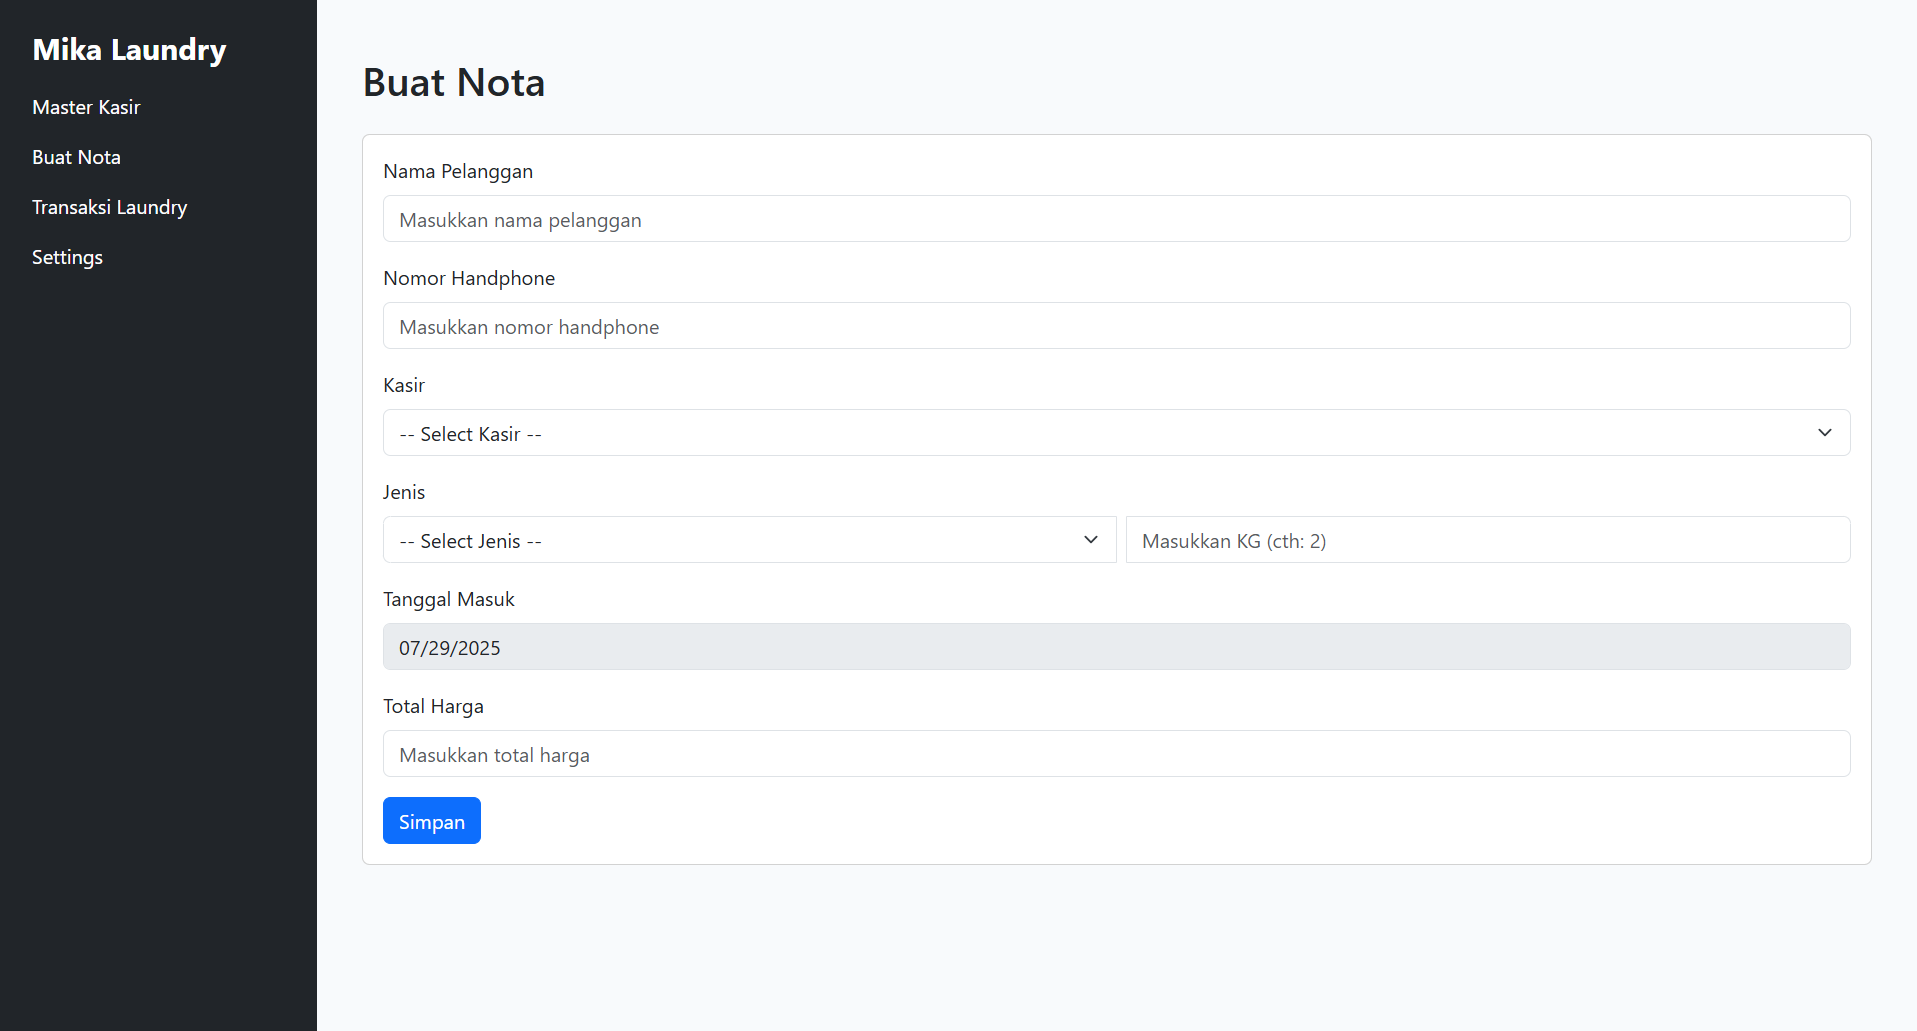 Mika Laundry
Master Kasir
Buat Nota
Transaksi Laundry
Settings
Buat Nota
Nama Pelanggan
Masukkan nama pelanggan
Nomor Handphone
Masukkan nomor handphone
Kasir
-- Select Kasir --
Jenis
-- Select Jenis --
Masukkan KG (cth: 2)
Tanggal Masuk
07/29/2025
Total Harga
Masukkan total harga
Simpan